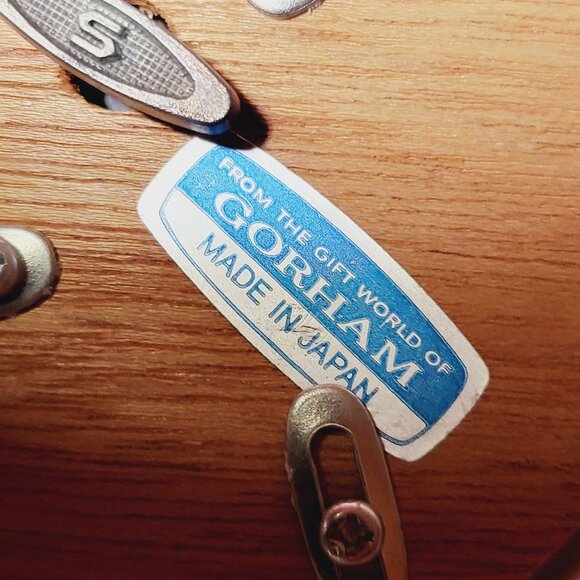 S
FROM THE GIFT WORLD OF
GORHAM
MADE IN JAPAN